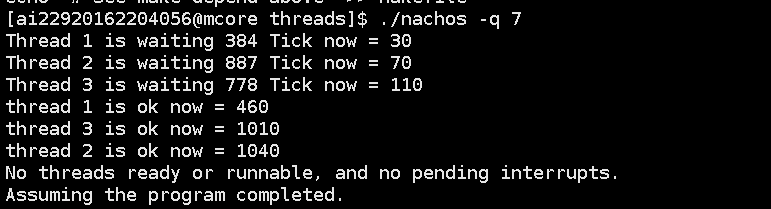 [ai22920162204056@mcore threads]$ ./nachos -q 7
Thread 1 is waiting 384 Tick now = 30
Thread 2 is waiting 887 Tick now = 70
Thread 3 is waiting 778 Tick now = 110
thread 1 is ok now = 460
thread 3 is ok now = 1010
thread 2 is ok now = 1040
No threads ready or runnable, and no pending interrupts.
Assuming the program completed.